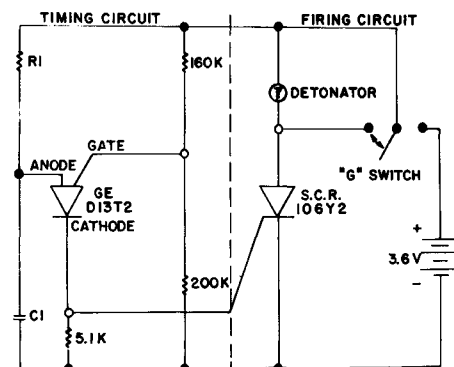 TIMING CIRCUIT
FIRING CIRCUIT
R1
160K
DETONATOR
GATE
ANODE
GE
D13T2
CATHODE
S.C.R.
106Y2
"G" SWITCH
+
3.6V
-
200K
C1
5.1K